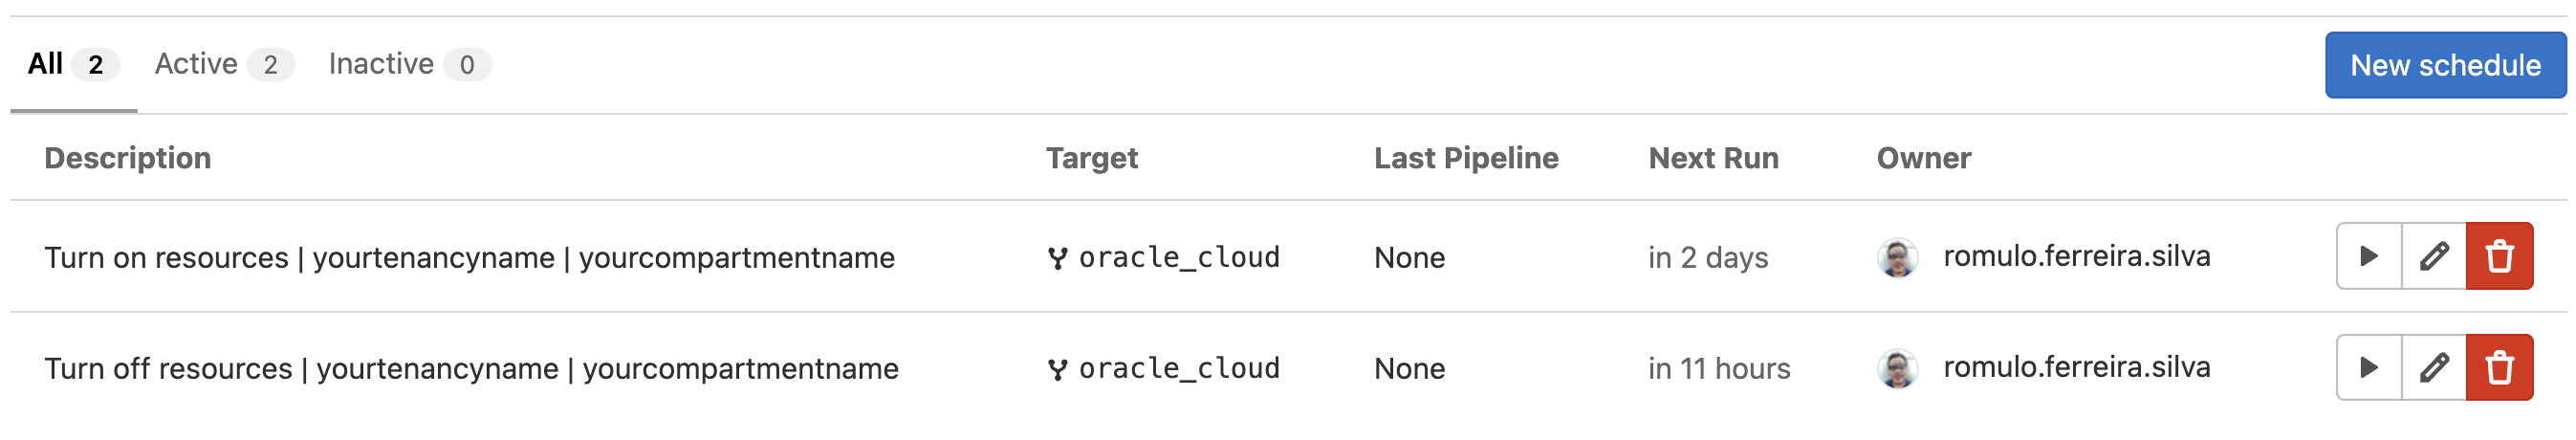 All 2 Active 2 Inactive 0 New schedule
Description Target Last Pipeline Next Run Owner
Turn on resources | yourtenancyname | yourcompartmentname oracle_cloud None in 2 days romulo.ferreira.silva
Turn off resources | yourtenancyname | yourcompartmentname oracle_cloud None in 11 hours romulo.ferreira.silva